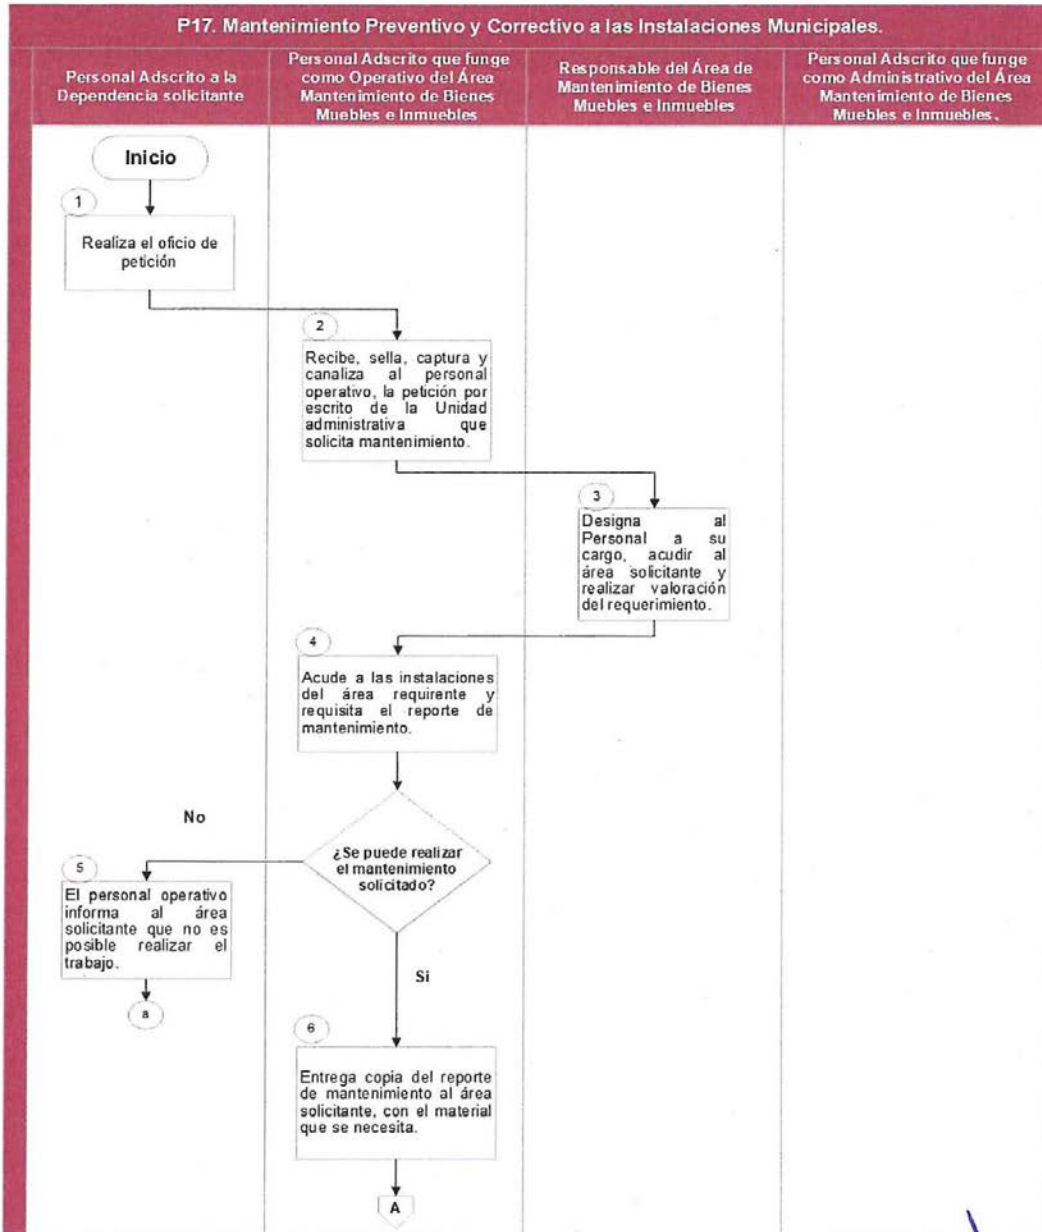 P17. Mantenimiento Preventivo y Correctivo a las Instalaciones Municipales.
Personal Adscrito a la
Dependencia solicitante
Personal Adscrito que funge
como Operativo del Área
Mantenimiento de Bienes
Muebles e Inmuebles
Responsable del Área de
Mantenimiento de Bienes
Muebles e Inmuebles
Personal Adscrito que funge
como Administrativo del Área
Mantenimiento de Bienes
Muebles e Inmuebles.
Inicio
1
Realiza el oficio de
petición
2
Recibe, sella, captura y
canaliza al personal
operativo, la petición por
escrito de la Unidad
administrativa que
solicita mantenimiento.
3
Designa al
Personal a su
cargo, acudir al
área solicitante y
realizar valoración
del requerimiento.
4
Acude a las instalaciones
del área requirente y
requisita el reporte de
mantenimiento.
¿Se puede realizar
el mantenimiento
solicitado?
No
5
El personal operativo
informa al área
solicitante que no es
posible realizar el
trabajo.
a
Si
6
Entrega copia del reporte
de mantenimiento al área
solicitante, con el material
que se necesita.
A